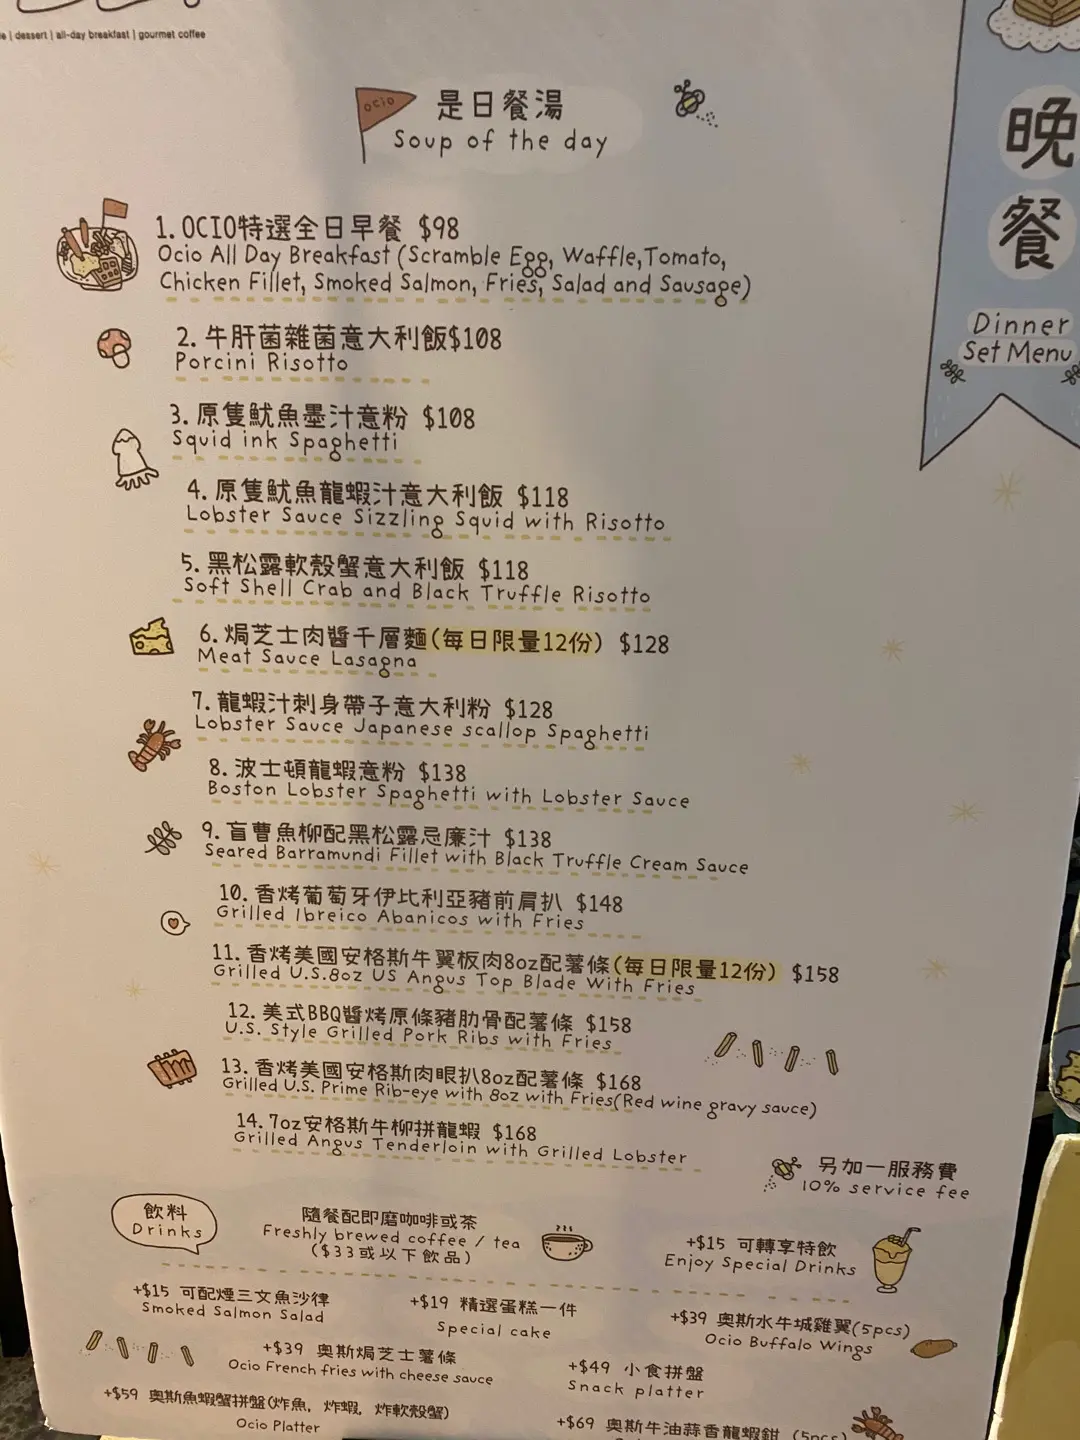 dessert | all-day breakfast | gourmet coffee
ocio
是日餐湯
Soup of the day
晚餐
Dinner
Set Menu
1. OCIO特選全日早餐 $98
Ocio All Day Breakfast (Scramble Egg, Waffle,Tomato,
Chicken Fillet, Smoked Salmon, Fries, Salad and Sausage)
2. 牛肝菌雜菌意大利飯$108
Porcini Risotto
3. 原隻魷魚墨汁意粉 $108
Squid ink Spaghetti
4. 原隻魷魚龍蝦汁意大利飯 $118
Lobster Sauce Sizzling Squid with Risotto
5. 黑松露軟殼蟹意大利飯 $118
Soft Shell Crab and Black Truffle Risotto
6. 焗芝士肉醬千層麵(每日限量12份) $128
Meat Sauce Lasagna
7. 龍蝦汁刺身帶子意大利粉 $128
Lobster Sauce Japanese scallop Spaghetti
8. 波士頓龍蝦意粉 $138
Boston Lobster Spaghetti with Lobster Sauce
9. 盲曹魚柳配黑松露忌廉汁 $138
Seared Barramundi Fillet with Black Truffle Cream Sauce
10. 香烤葡萄牙伊比利亞豬前肩扒 $148
Grilled Ibreico Abanicos with Fries
11. 香烤美國安格斯牛翼板肉8oz配薯條(每日限量12份) $158
Grilled U.S.8oz US Angus Top Blade With Fries
12. 美式BBQ醬烤原條豬肋骨配薯條 $158
U.S. Style Grilled Pork Ribs with Fries
13. 香烤美國安格斯肉眼扒8oz配薯條 $168
Grilled U.S. Prime Rib-eye with 8oz with Fries(Red wine gravy sauce)
14. 7oz安格斯牛柳拼龍蝦 $168
Grilled Angus Tenderloin with Grilled Lobster
另加一服務費
10% service fee
飲料
Drinks
隨餐配即磨咖啡或茶
Freshly brewed coffee / tea
($33或以下飲品)
+$15 可轉享特飲
Enjoy Special Drinks
+$15 可配煙三文魚沙律
Smoked Salmon Salad
+$19 精選蛋糕一件
Special cake
+$39 奧斯水牛城雞翼(5pcs)
Ocio Buffalo Wings
+$39 奧斯焗芝士薯條
Ocio French fries with cheese sauce
+$49 小食拼盤
Snack platter
+$59 奧斯魚蝦蟹拼盤(炸魚, 炸蝦, 炸軟殼蟹)
Ocio Platter
+$69 奧斯牛油蒜香龍蝦鉗 (5pcs)